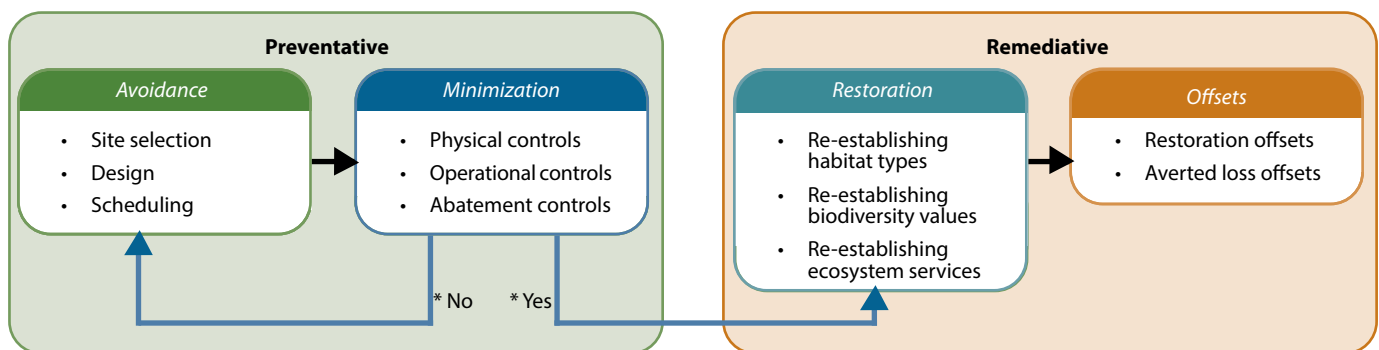 Preventative
Avoidance
• Site selection
• Design
• Scheduling
Minimization
• Physical controls
• Operational controls
• Abatement controls
* No
* Yes
Remediative
Restoration
• Re-establishing
habitat types
• Re-establishing
biodiversity values
• Re-establishing
ecosystem services
Offsets
• Restoration offsets
• Averted loss offsets